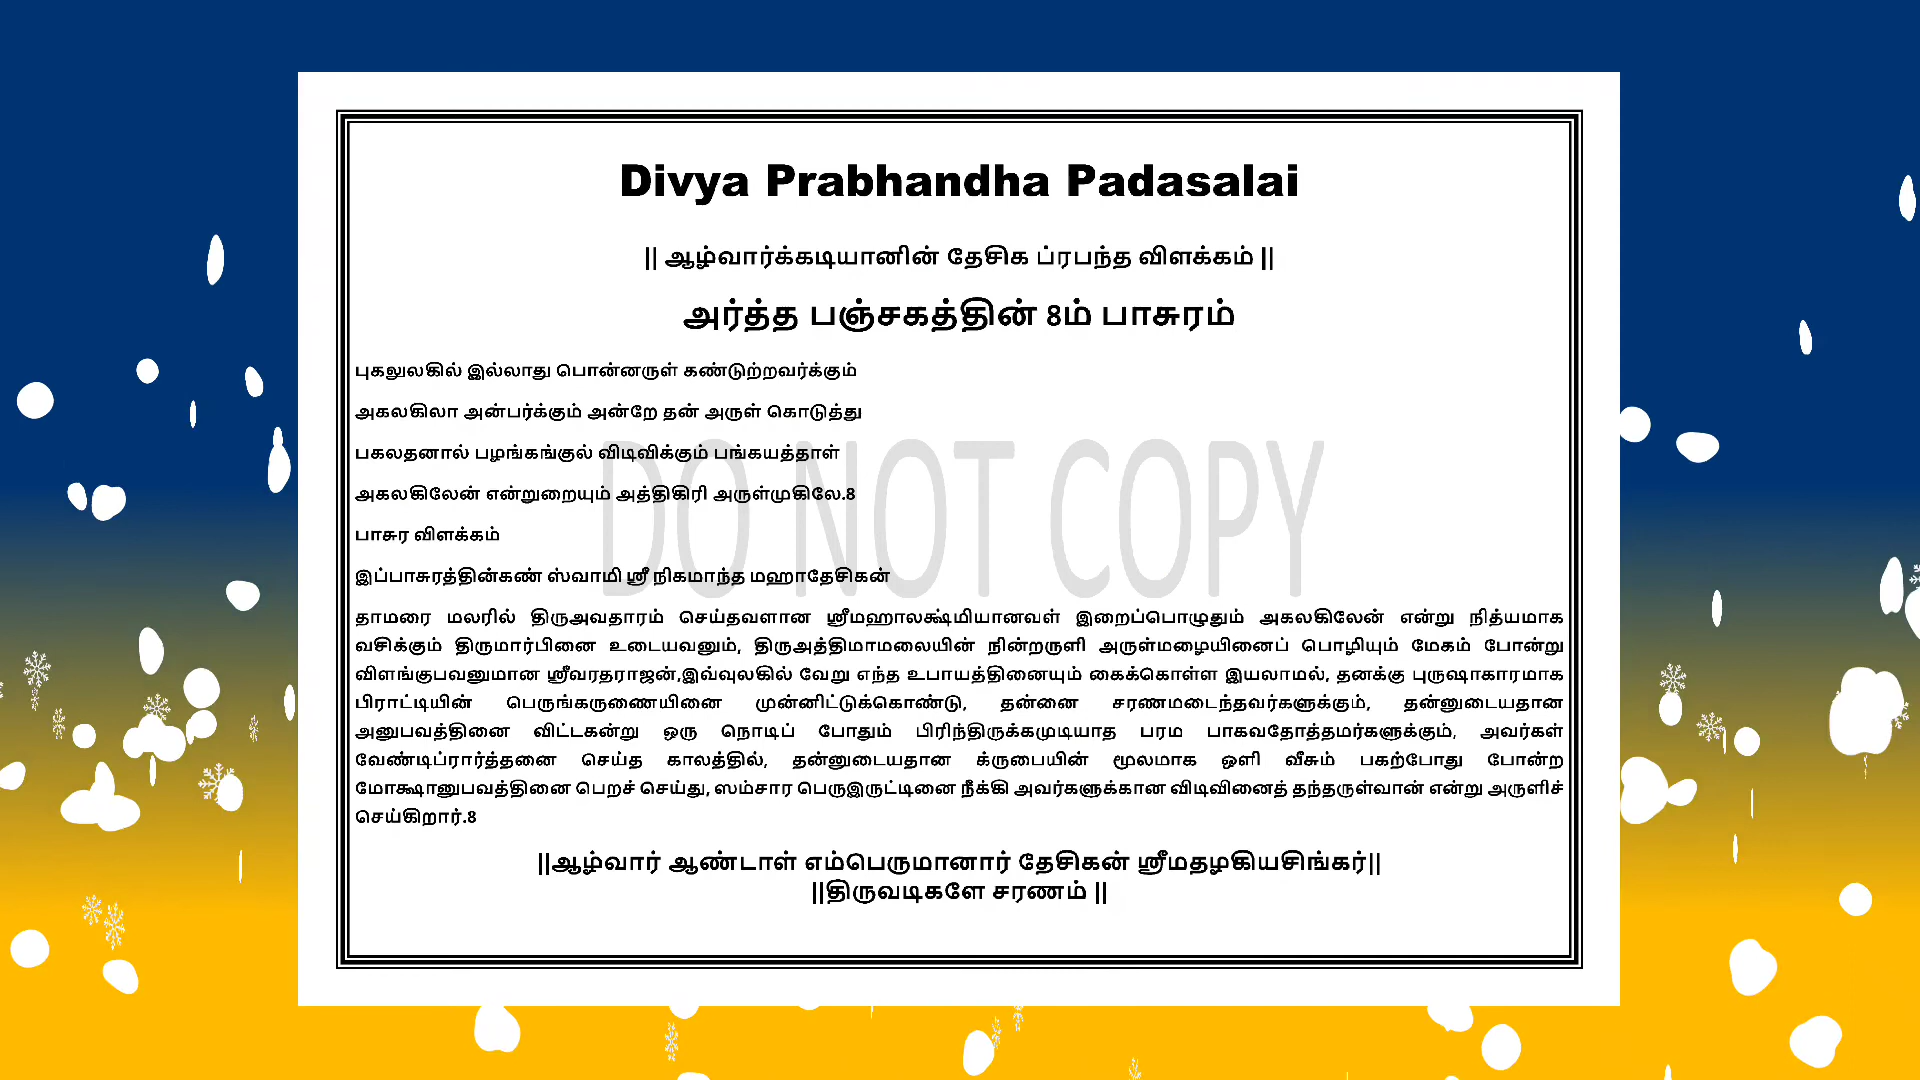 Divya Prabhandha Padasalai
|| ஆழ்வார்க்கடியானின் தேசிக ப்ரபந்த விளக்கம் ||
அர்த்த பஞ்சகத்தின் 8ம் பாசுரம்
புகலுலகில் இல்லாது பொன்னருள் கண்டுற்றவர்க்கும்
அகலகிலா அன்பர்க்கும் அன்றே தன் அருள் கொடுத்து
பகலதனால் பழங்கங்குல் விடிவிக்கும் பங்கயத்தாள்
அகலகிலேன் என்றுறையும் அத்திகிரி அருள்முகிலே.8
DO NOT COPY
பாசுர விளக்கம்
இப்பாசுரத்தின்கண் ஸ்வாமி ஸ்ரீ நிகமாந்த மஹாதேசிகன்
தாமரை மலரில் திருஅவதாரம் செய்தவளான ஸ்ரீமஹாலக்ஷ்மியானவள் இறைப்பொழுதும் அகலகிலேன் என்று நித்யமாக
வசிக்கும் திருமார்பினை உடையவனும், திருஅத்திமாமலையின் நின்றருளி அருள்மழையினைப் பொழியும் மேகம் போன்று
விளங்குபவனுமான ஸ்ரீவரதராஜன்,இவ்வுலகில் வேறு எந்த உபாயத்தினையும் கைக்கொள்ள இயலாமல், தனக்கு புருஷாகாரமாக
பிராட்டியின் பெருங்கருணையினை முன்னிட்டுக்கொண்டு, தன்னை சரணமடைந்தவர்களுக்கும், தன்னுடையதான
அனுபவத்தினை விட்டகன்று ஒரு நொடிப் போதும் பிரிந்திருக்கமுடியாத பரம பாகவதோத்தமர்களுக்கும், அவர்கள்
வேண்டிப்ரார்த்தனை செய்த காலத்தில், தன்னுடையதான க்ருபையின் மூலமாக ஒளி வீசும் பகற்போது போன்ற
மோக்ஷானுபவத்தினை பெறச் செய்து, ஸம்சார பெருஇருட்டினை நீக்கி அவர்களுக்கான விடிவினைத் தந்தருள்வான் என்று அருளிச்
செய்கிறார்.8
||ஆழ்வார் ஆண்டாள் எம்பெருமானார் தேசிகன் ஸ்ரீமதழகியசிங்கர்||
||திருவடிகளே சரணம் ||